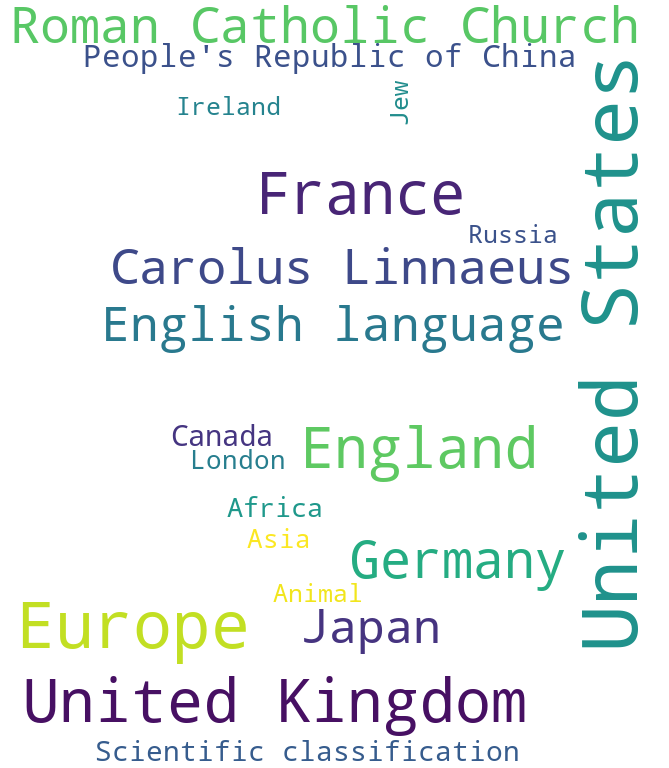 Roman Catholic Church
People's Republic of China
Ireland
Jew
United States
France
Russia
Carolus Linnaeus
English language
Canada
England
London
Africa
Asia
Germany
Animal
Europe
Japan
United Kingdom
Scientific classification